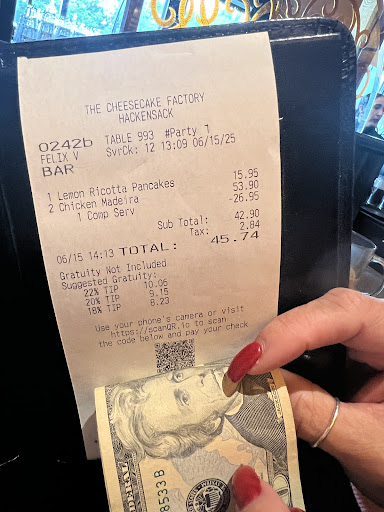 THE CHEESECAKE FACTORY
HACKENSACK
0242b TABLE 993 #Party 1
FELIX V SvrCk: 12 13:09 06/15/25
BAR
1 Lemon Ricotta Pancakes 15.95
2 Chicken Madeira 53.90
1 Comp Serv -26.95
Sub Total: 42.90
Tax: 2.84
06/15 14:13 TOTAL: 45.74
Gratuity Not Included
Suggested Gratuity:
22% TIP 10.06
20% TIP 9.15
18% TIP 8.23
Use your phone's camera or visit
https://scanQR.io to scan
the code below and pay your check
8533B